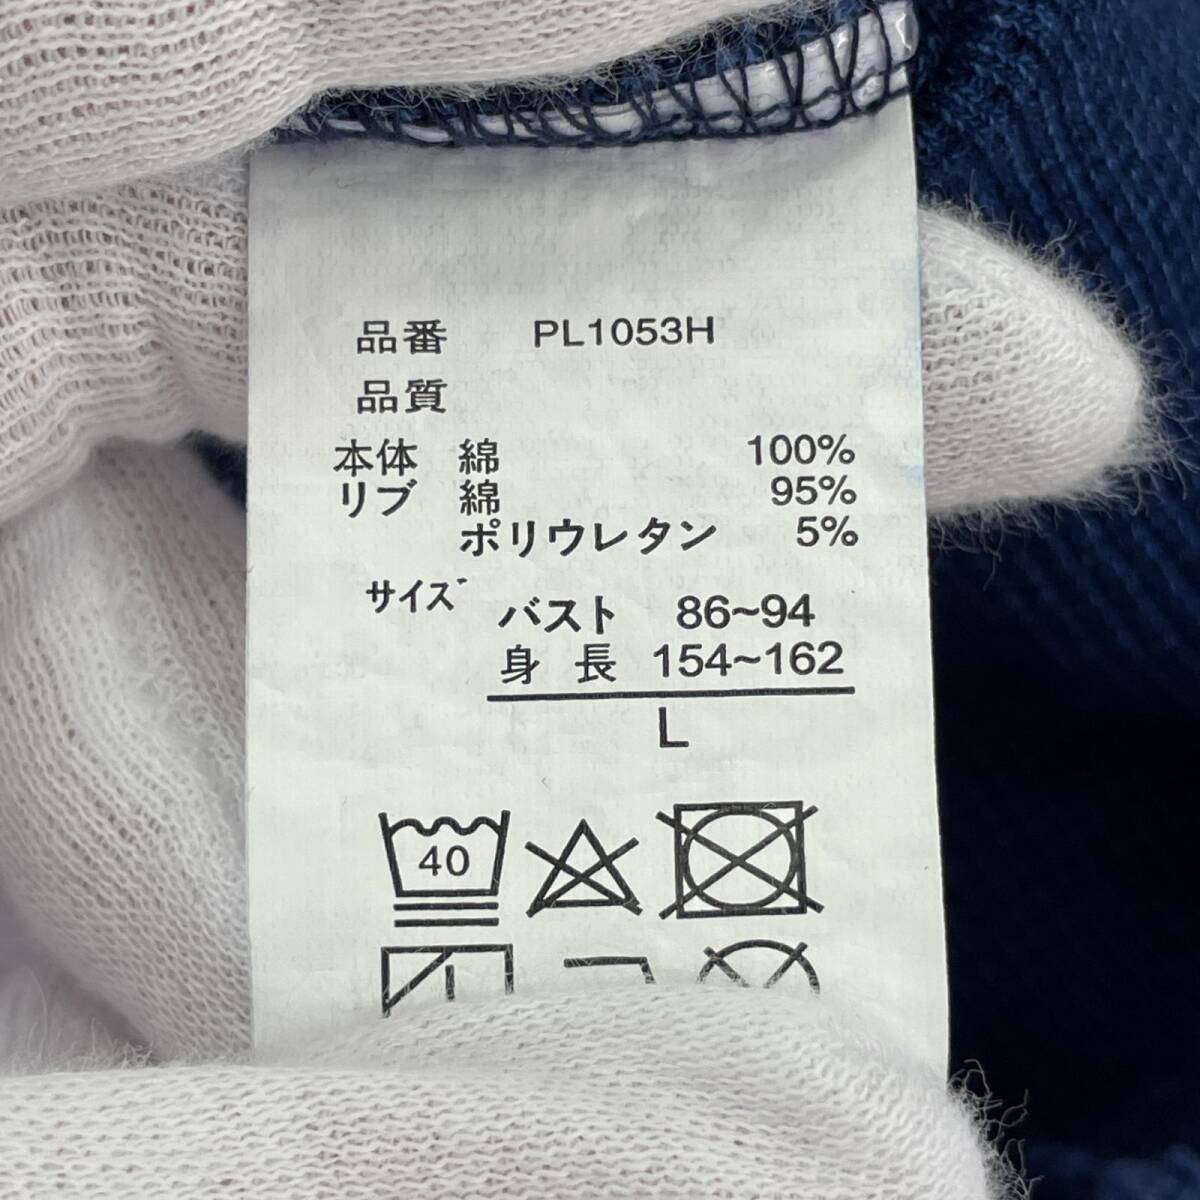 品番 PL1053H
品質
本体 綿 100%
リブ 綿 95%
ポリウレタン 5%
サイズ
バスト 86~94
身長 154~162
L
40